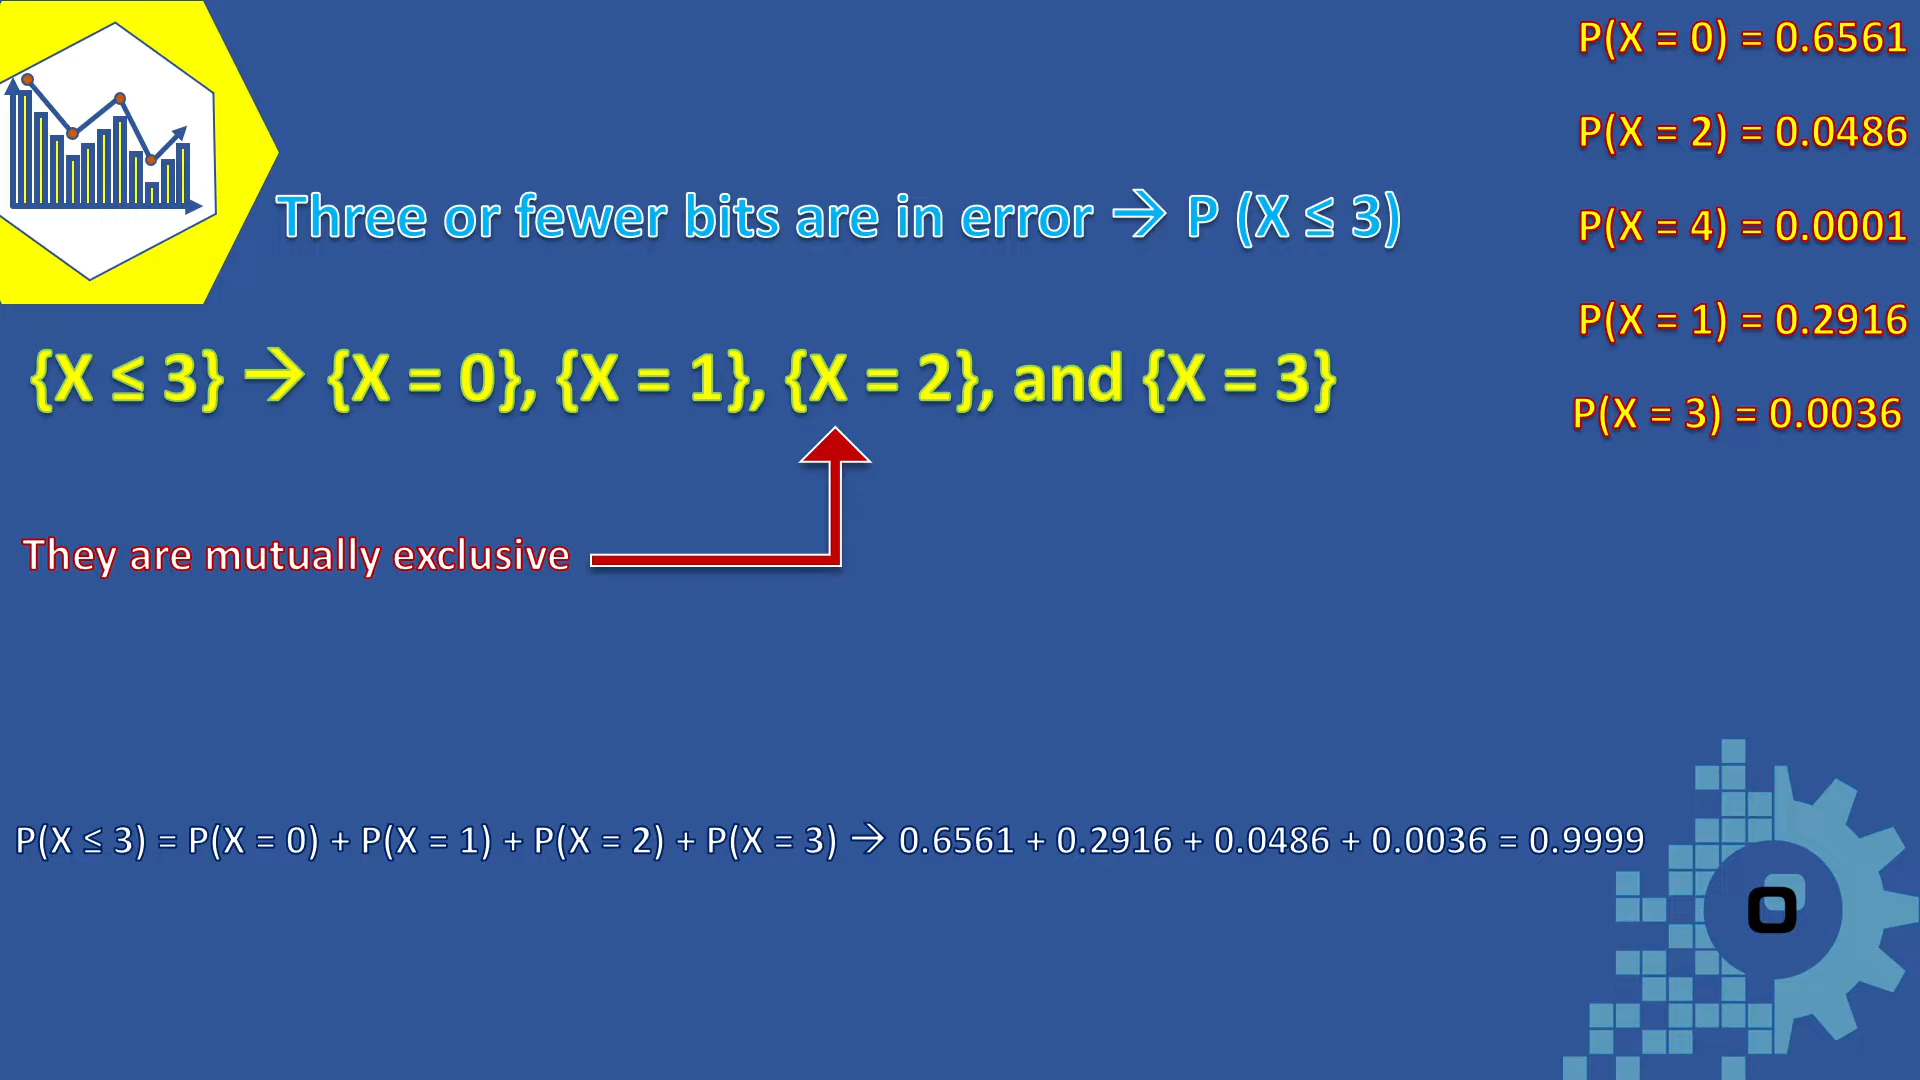 P(X = 0) = 0.6561
P(X = 2) = 0.0486
P(X = 4) = 0.0001
P(X = 1) = 0.2916
P(X = 3) = 0.0036
Three or fewer bits are in error → P (X ≤ 3)
{X ≤ 3} → {X = 0}, {X = 1}, {X = 2}, and {X = 3}
They are mutually exclusive
P(X ≤ 3) = P(X = 0) + P(X = 1) + P(X = 2) + P(X = 3) → 0.6561 + 0.2916 + 0.0486 + 0.0036 = 0.9999